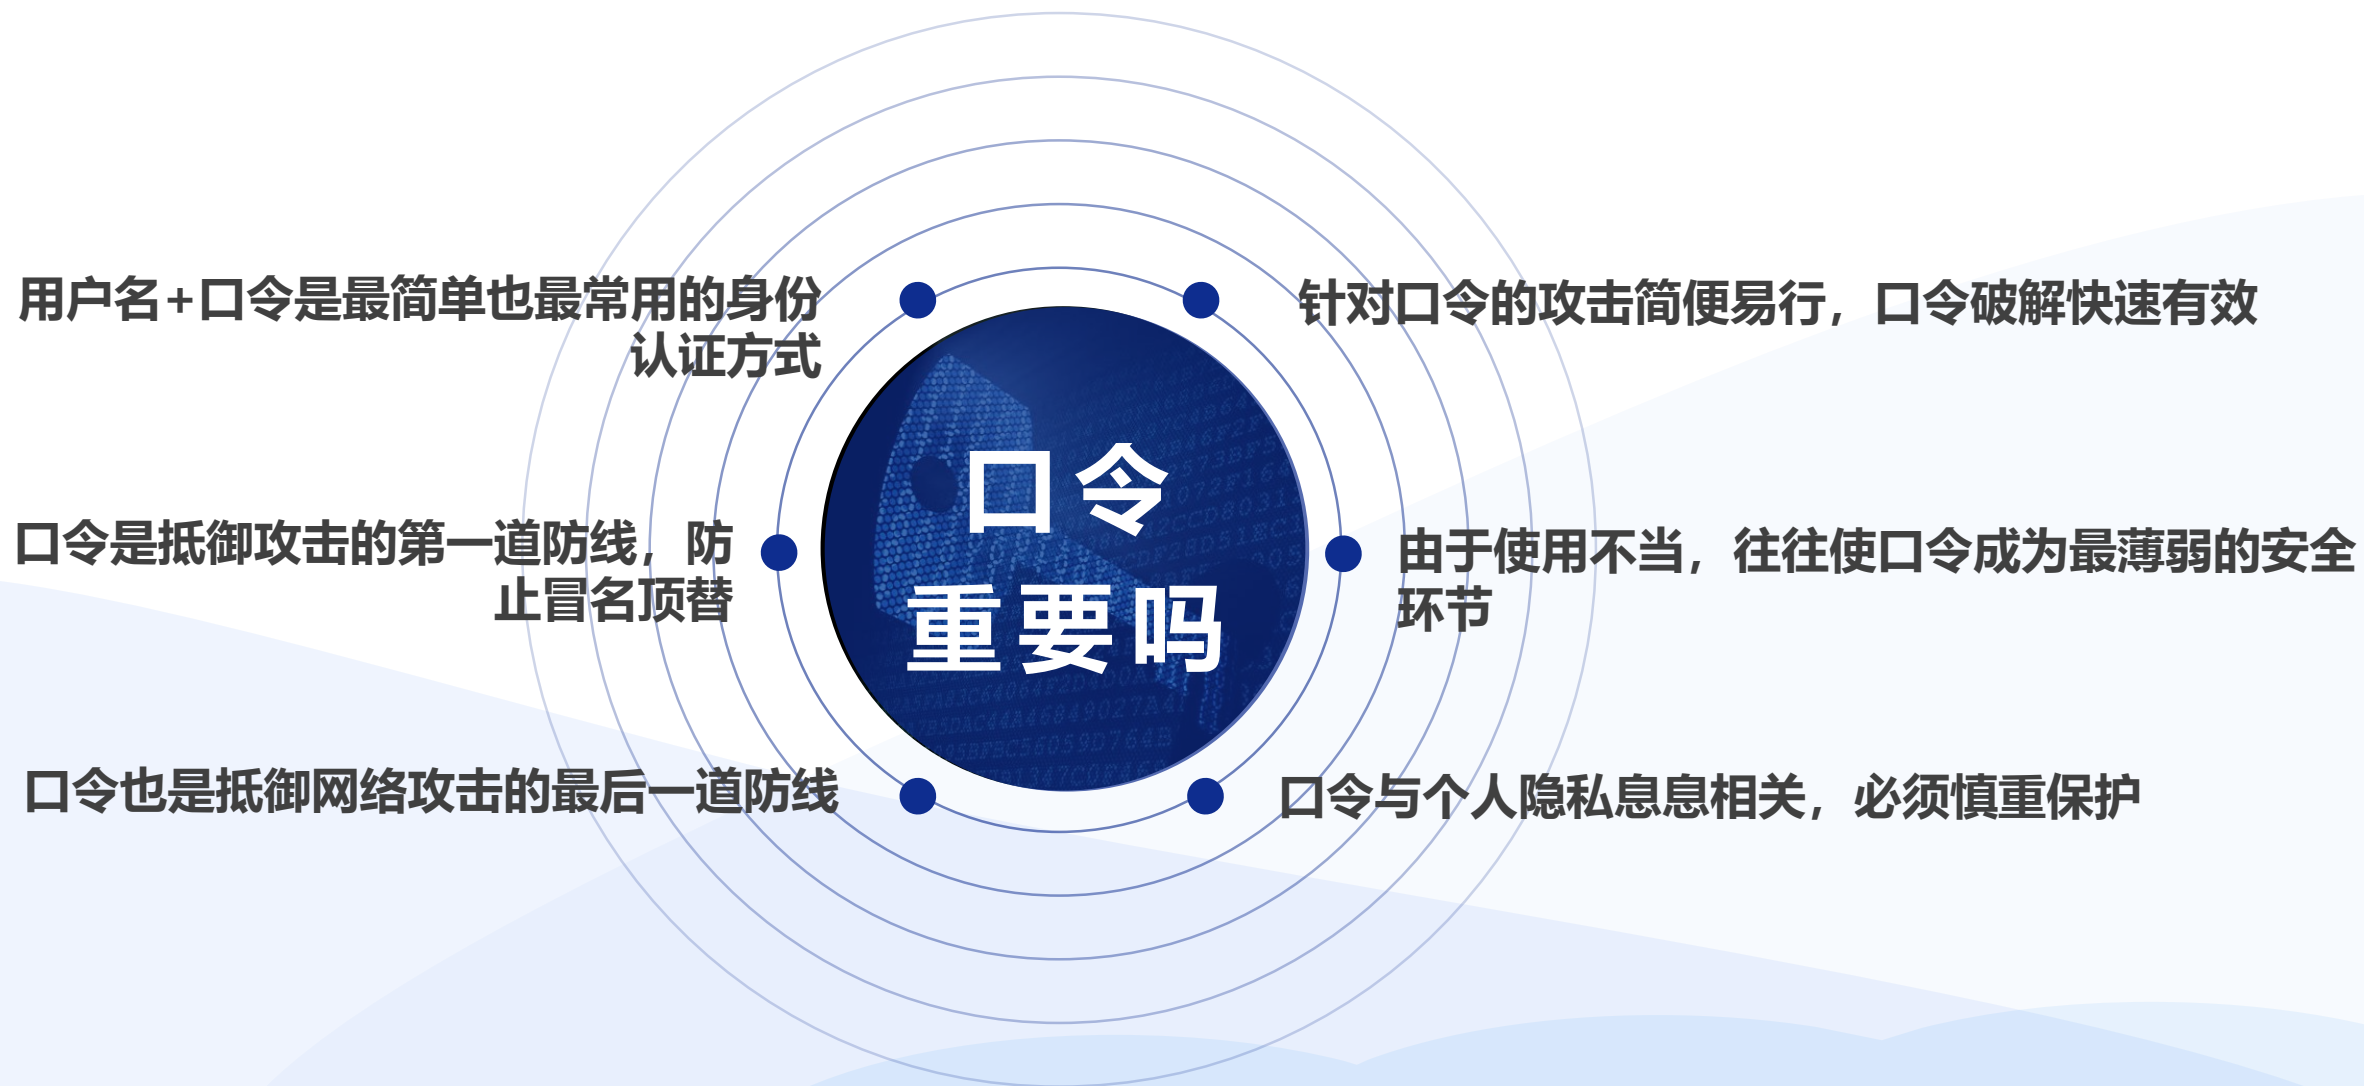 用户名+口令是最简单也最常用的身份
认证方式
口令是抵御攻击的第一道防线，防
止冒名顶替
口令也是抵御网络攻击的最后一道防线
口令
重要吗
针对口令的攻击简便易行，口令破解快速有效
由于使用不当，往往使口令成为最薄弱的安全
环节
口令与个人隐私息息相关，必须慎重保护